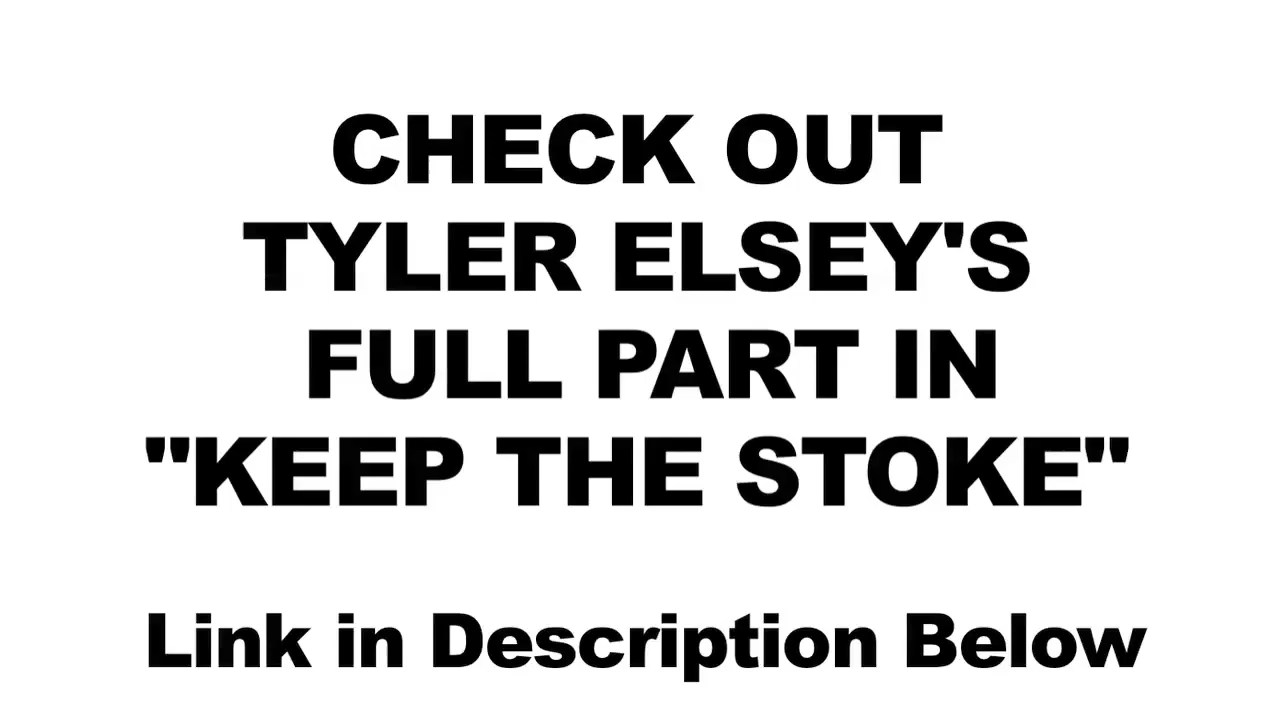 CHECK OUT
TYLER ELSEY'S
FULL PART IN
"KEEP THE STOKE"
Link in Description Below